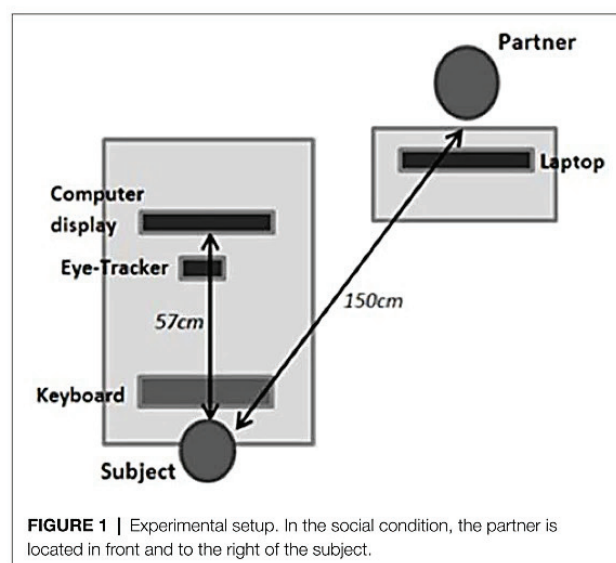 Partner
Laptop
Computer
display
Eye-Tracker
57cm
150cm
Keyboard
Subject
FIGURE 1 | Experimental setup. In the social condition, the partner is
located in front and to the right of the subject.